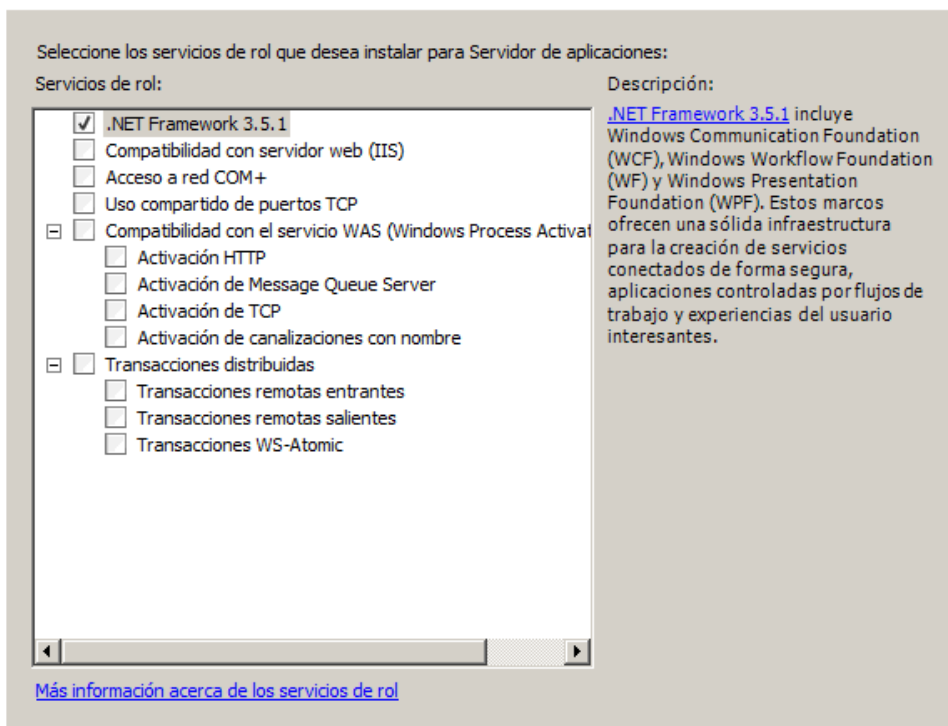 Seleccione los servicios de rol que desea instalar para Servidor de aplicaciones:
Servicios de rol:
.NET Framework 3.5.1
Compatibilidad con servidor web (IIS)
Acceso a red COM+
Uso compartido de puertos TCP
Compatibilidad con el servicio WAS (Windows Process Activat
Activación HTTP
Activación de Message Queue Server
Activación de TCP
Activación de canalizaciones con nombre
Transacciones distribuidas
Transacciones remotas entrantes
Transacciones remotas salientes
Transacciones WS-Atomic
Más información acerca de los servicios de rol
Descripción:
.NET Framework 3.5.1 incluye
Windows Communication Foundation
(WCF), Windows Workflow Foundation
(WF) y Windows Presentation
Foundation (WPF). Estos marcos
ofrecen una sólida infraestructura
para la creación de servicios
conectados de forma segura,
aplicaciones controladas por flujos de
trabajo y experiencias del usuario
interesantes.